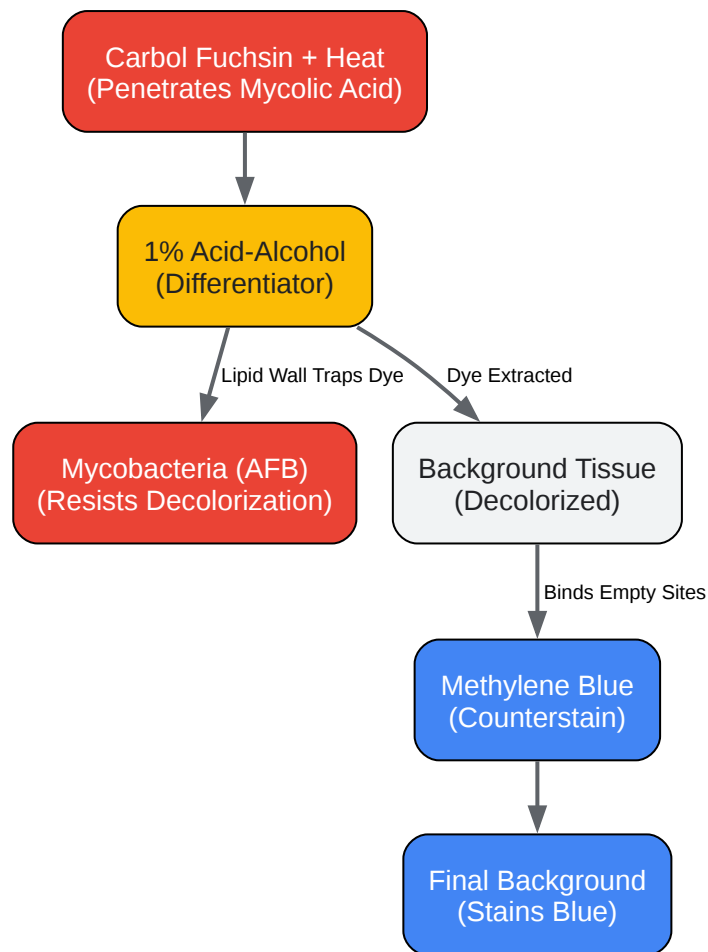 Carbol Fuchsin + Heat
(Penetrates Mycolic Acid)
1% Acid-Alcohol
(Differentiator)
Lipid Wall Traps Dye
Dye Extracted
Mycobacteria (AFB)
(Resists Decolorization)
Background Tissue
(Decolorized)
Binds Empty Sites
Methylene Blue
(Counterstain)
Final Background
(Stains Blue)